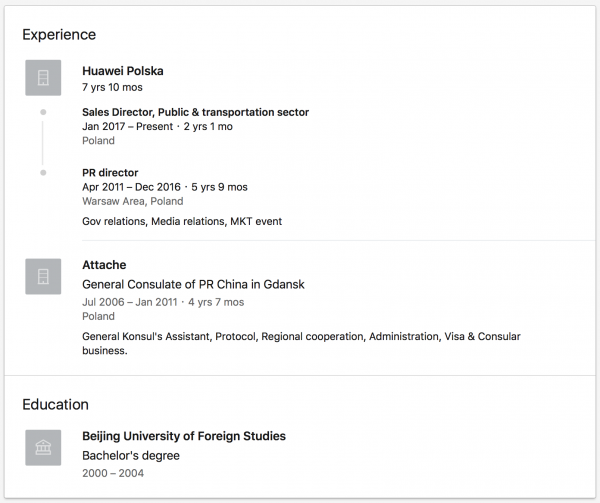 Experience
Huawei Polska
7 yrs 10 mos
Sales Director, Public & transportation sector
Jan 2017 – Present · 2 yrs 1 mo
Poland
PR director
Apr 2011 – Dec 2016 · 5 yrs 9 mos
Warsaw Area, Poland
Gov relations, Media relations, MKT event
Attache
General Consulate of PR China in Gdansk
Jul 2006 – Jan 2011 · 4 yrs 7 mos
Poland
General Konsul's Assistant, Protocol, Regional cooperation, Administration, Visa & Consular
business.
Education
Beijing University of Foreign Studies
Bachelor's degree
2000 – 2004